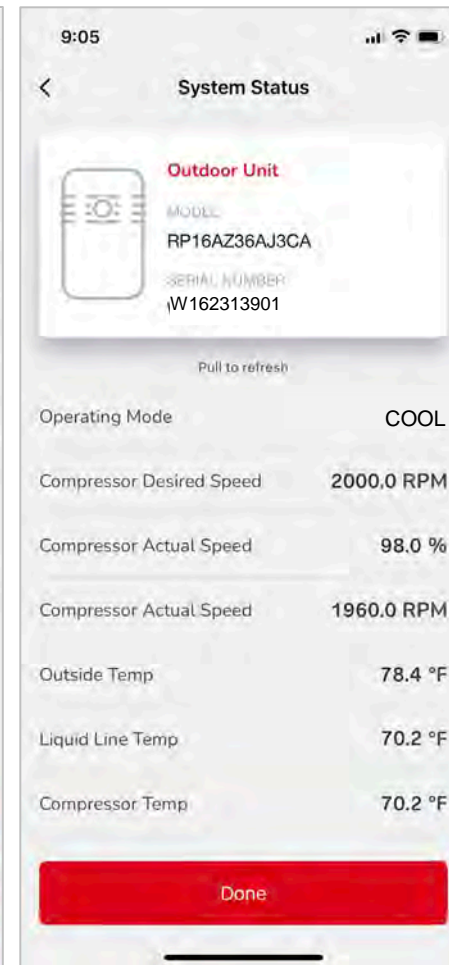 9:05
System Status
Outdoor Unit
MODEL
RP16AZ36AJ3CA
SERIAL NUMBER
W162313901
Pull to refresh
Operating Mode COOL
Compressor Desired Speed 2000.0 RPM
Compressor Actual Speed 98.0 %
Compressor Actual Speed 1960.0 RPM
Outside Temp 78.4 °F
Liquid Line Temp 70.2 °F
Compressor Temp 70.2 °F
Done